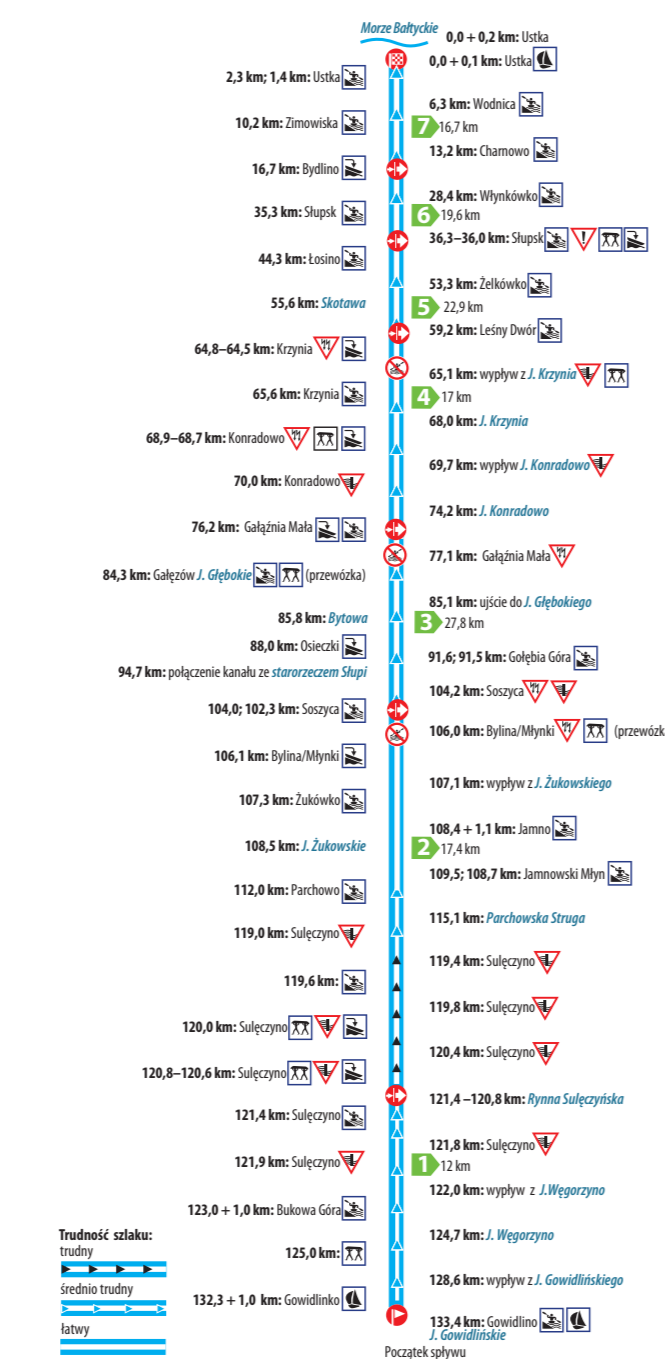 Morze Bałtyckie
0,0 + 0,2 km: Ustka
0,0 + 0,1 km: Ustka
2,3 km; 1,4 km: Ustka
6,3 km: Wodnica
10,2 km: Zimowiska
7 16,7 km
13,2 km: Charnowo
16,7 km: Bydlino
28,4 km: Włynkówko
35,3 km: Słupsk
6 19,6 km
36,3–36,0 km: Słupsk
44,3 km: Łosino
53,3 km: Żelkówko
55,6 km: Skotawa
5 22,9 km
59,2 km: Leśny Dwór
64,8–64,5 km: Krzynia
65,1 km: wypływ z J. Krzynia
65,6 km: Krzynia
4 17 km
68,0 km: J. Krzynia
68,9–68,7 km: Konradowo
69,7 km: wypływ J. Konradowo
70,0 km: Konradowo
74,2 km: J. Konradowo
76,2 km: Gałąźnia Mała
77,1 km: Gałąźnia Mała
84,3 km: Gałęzów J. Głębokie (przewózka)
85,1 km: ujście do J. Głębokiego
85,8 km: Bytowa
3 27,8 km
88,0 km: Osieczki
91,6; 91,5 km: Gołębia Góra
94,7 km: połączenie kanału ze starorzeczem Słupi
104,2 km: Soszyca
104,0; 102,3 km: Soszyca
106,0 km: Bylina/Młynki (przewózka
106,1 km: Bylina/Młynki
107,1 km: wypływ z J. Żukowskiego
107,3 km: Żukówko
108,4 + 1,1 km: Jamno
108,5 km: J. Żukowskie
2 17,4 km
109,5; 108,7 km: Jamnowski Młyn
112,0 km: Parchowo
115,1 km: Parchowska Struga
119,0 km: Sulęczyno
119,4 km: Sulęczyno
119,6 km:
119,8 km: Sulęczyno
120,0 km: Sulęczyno
120,4 km: Sulęczyno
120,8–120,6 km: Sulęczyno
121,4 –120,8 km: Rynna Sulęczyńska
121,4 km: Sulęczyno
121,8 km: Sulęczyno
121,9 km: Sulęczyno
1 12 km
122,0 km: wypływ z J.Węgorzyno
123,0 + 1,0 km: Bukowa Góra
124,7 km: J. Węgorzyno
125,0 km:
128,6 km: wypływ z J. Gowidlińskiego
132,3 + 1,0 km: Gowidlinko
133,4 km: Gowidlino
J. Gowidlińskie
Początek spływu
Trudność szlaku:
trudny
średnio trudny
łatwy